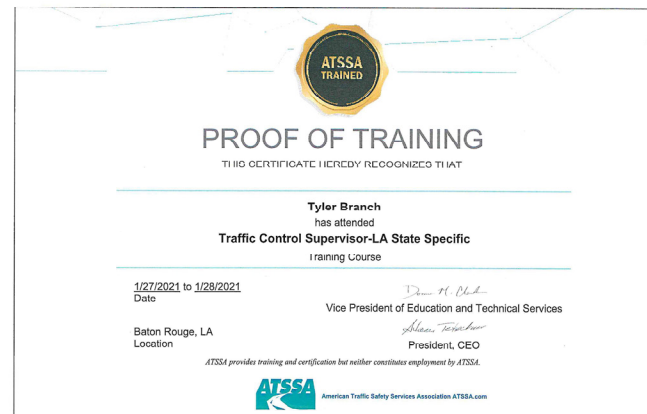 ATSSA
TRAINED
PROOF OF TRAINING
THIS CERTIFICATE HEREBY RECOGNIZES THAT
Tyler Branch
has attended
Traffic Control Supervisor-LA State Specific
Training Course
1/27/2021 to 1/28/2021
Date
Vice President of Education and Technical Services
Baton Rouge, LA
Location
President, CEO
ATSSA provides training and certification but neither constitutes employment by ATSSA.
ATSSA
American Traffic Safety Services Association ATSSA.com